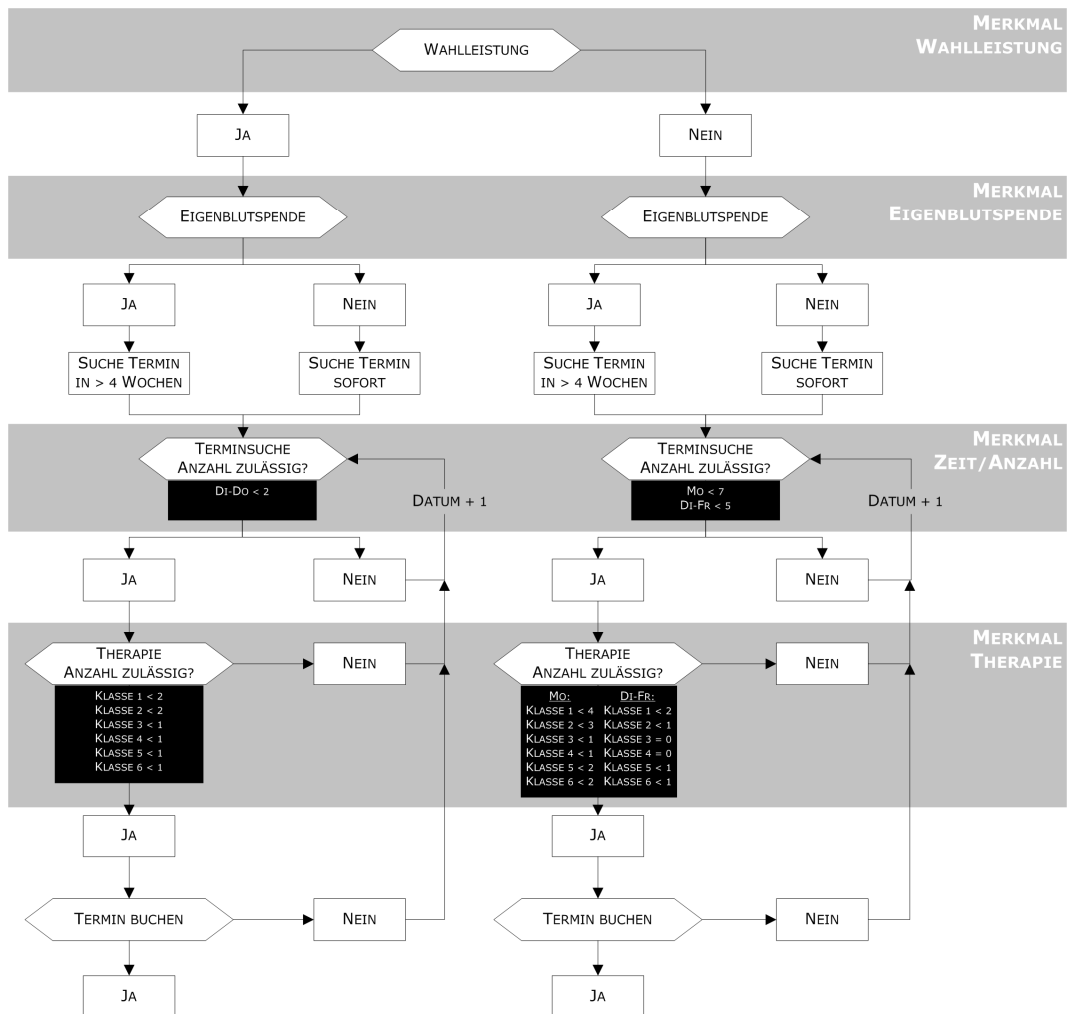 MERKMAL
WAHLLEISTUNG
WAHLLEISTUNG
JA
NEIN
MERKMAL
EIGENBLUTSPENDE
EIGENBLUTSPENDE
EIGENBLUTSPENDE
JA
NEIN
JA
NEIN
SUCHE TERMIN
IN > 4 WOCHEN
SUCHE TERMIN
SOFORT
SUCHE TERMIN
IN > 4 WOCHEN
SUCHE TERMIN
SOFORT
MERKMAL
ZEIT/ANZAHL
TERMINSUCHE
ANZAHL ZULÄSSIG?
DI-DO < 2
DATUM + 1
TERMINSUCHE
ANZAHL ZULÄSSIG?
MO < 7
DI-FR < 5
DATUM + 1
JA
NEIN
JA
NEIN
MERKMAL
THERAPIE
THERAPIE
ANZAHL ZULÄSSIG?
NEIN
KLASSE 1 < 2
KLASSE 2 < 2
KLASSE 3 < 1
KLASSE 4 < 1
KLASSE 5 < 1
KLASSE 6 < 1
THERAPIE
ANZAHL ZULÄSSIG?
NEIN
MO: DI-FR:
KLASSE 1 < 4 KLASSE 1 < 2
KLASSE 2 < 3 KLASSE 2 < 1
KLASSE 3 < 1 KLASSE 3 = 0
KLASSE 4 < 1 KLASSE 4 = 0
KLASSE 5 < 2 KLASSE 5 < 1
KLASSE 6 < 2 KLASSE 6 < 1
JA
JA
TERMIN BUCHEN
NEIN
TERMIN BUCHEN
NEIN
JA
JA